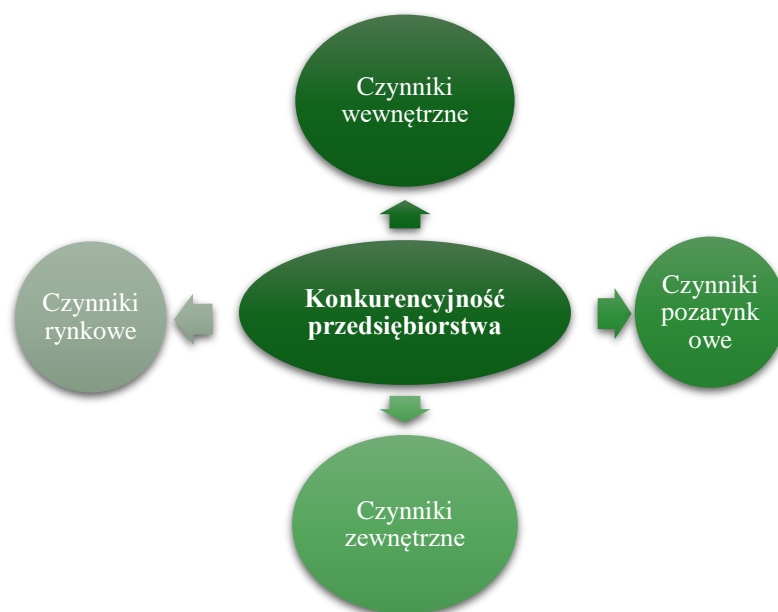 Czynniki
wewnętrzne
Czynniki
rynkowe
Konkurencyjność
przedsiębiorstwa
Czynniki
pozarynk
owe
Czynniki
zewnętrzne